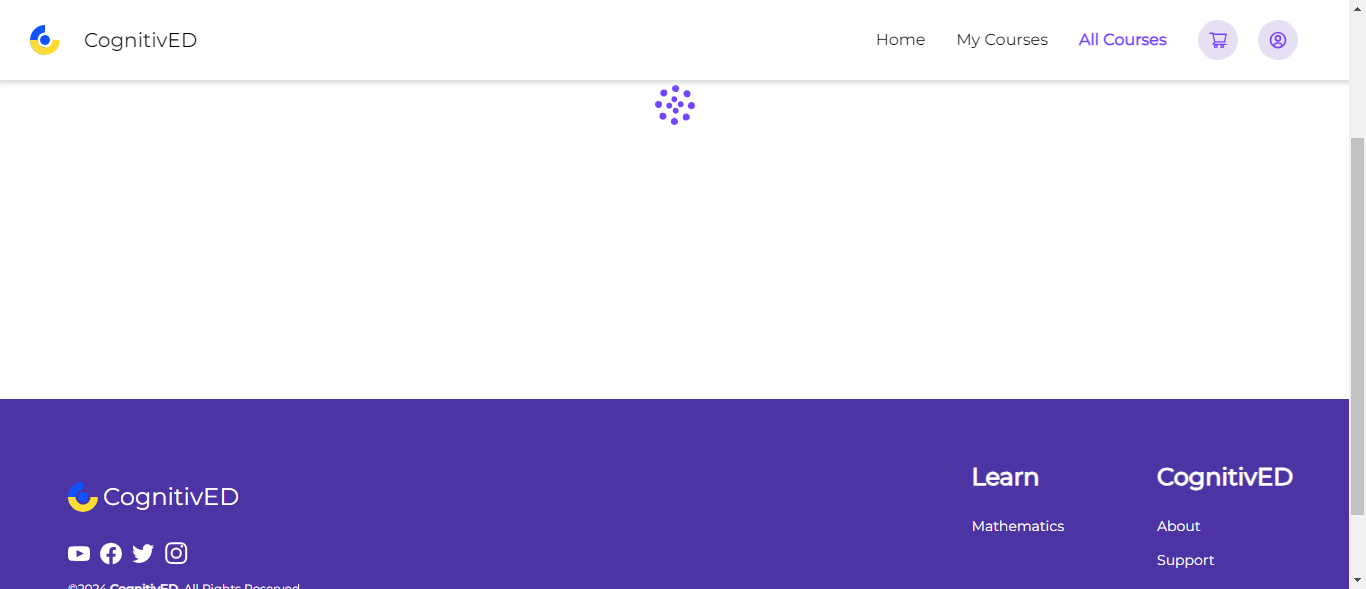 CognitivED
Home
My Courses
All Courses
CognitivED
Learn
Mathematics
CognitivED
About
Support
©2024 CognitivED. All Rights Reserved